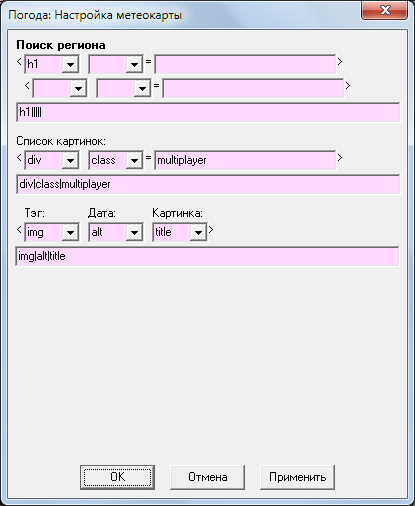 Погода: Настройка метеокарты
Поиск региона
< h1 = >
< = >
h1|||||
Список картинок:
< div class = multiplayer >
div|class|multiplayer
Тэг: Дата: Картинка:
< img alt title >
img|alt|title
OK Отмена Применить